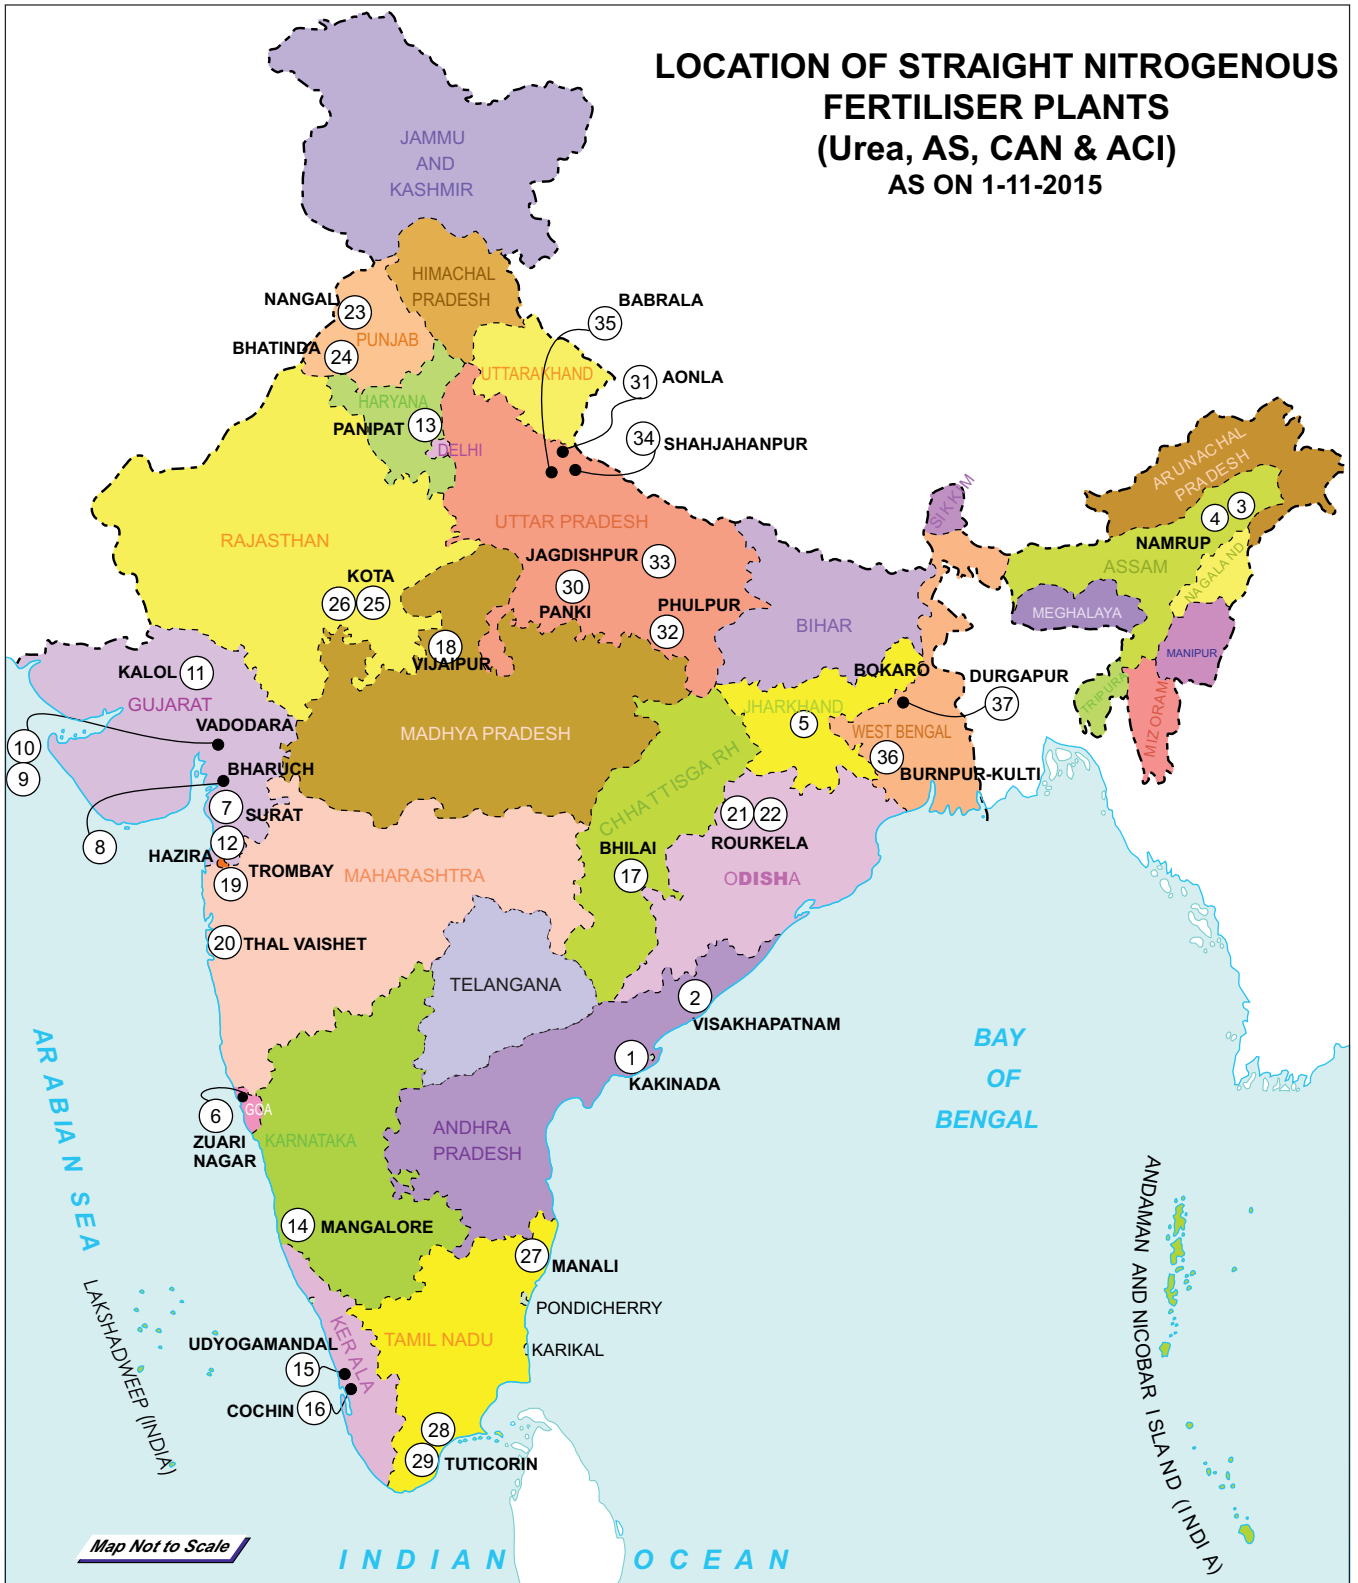 LOCATION OF STRAIGHT NITROGENOUS
FERTILISER PLANTS
(Urea, AS, CAN & ACI)
AS ON 1-11-2015
JAMMU
AND
KASHMIR
HIMACHAL
PRADESH
NANGAL
23
PUNJAB
BHATINDA
24
BABRALA
35
UTTARAKHAND
31
AONLA
HARYANA
PANIPAT
13
DELHI
34
SHAHJAHANPUR
UTTAR PRADESH
RAJASTHAN
JAGDISHPUR
33
30
PANKI
PHULPUR
32
KOTA
26
25
18
VIJAIPUR
BIHAR
SIKKIM
ARUNACHAL
PRADESH
4
3
NAMRUP
ASSAM
NAGALAND
MEGHALAYA
MANIPUR
TRIPURA
MIZORAM
KALOL
11
GUJARAT
VADODARA
10
9
BHARUCH
7
SURAT
8
12
HAZIRA
TROMBAY
19
MADHYA PRADESH
BOKARO
DURGAPUR
37
JHARKHAND
5
WEST BENGAL
36
BURNPUR-KULTI
CHHATTISGA RH
21
22
ROURKELA
BHILAI
17
ODISHA
MAHARASHTRA
20
THAL VAISHET
TELANGANA
2
VISAKHAPATNAM
1
KAKINADA
ARABIAN SEA
BAY
OF
BENGAL
GOA
6
ZUARI
NAGAR
KARNATAKA
ANDHRA
PRADESH
14
MANGALORE
27
MANALI
PONDICHERRY
KARIKAL
LAKSHADWEEP (INDIA)
UDYOGAMANDAL
15
KERALA
TAMIL NADU
COCHIN
16
28
29
TUTICORIN
ANDAMAN AND NICOBAR ISLAND (INDI A)
Map Not to Scale
INDIAN OCEAN